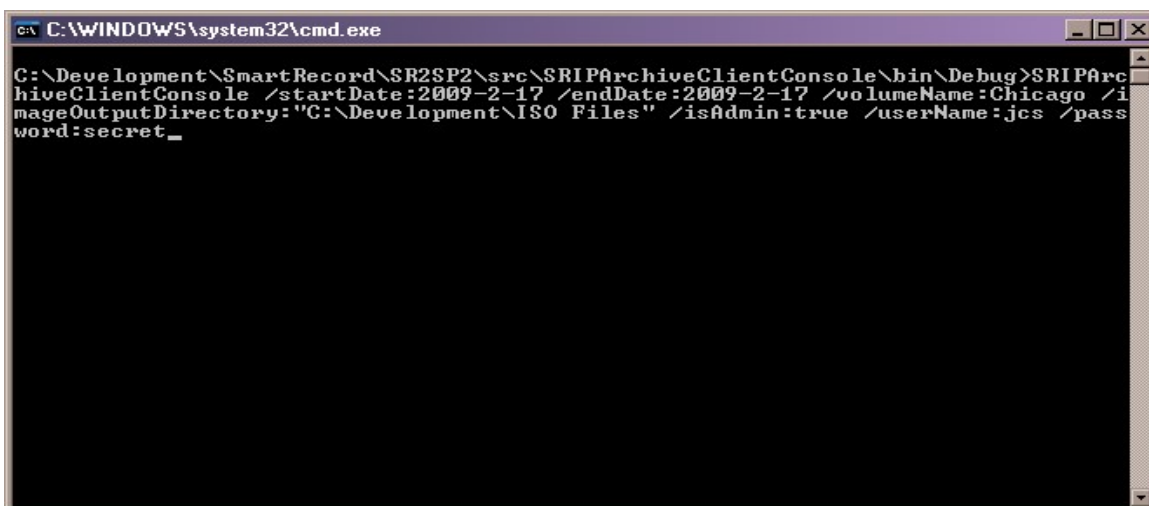 C:\WINDOWS\system32\cmd.exe
C:\Development\SmartRecord\SR2SP2\src\SRIPArchiveClientConsole\bin\Debug>SRIPArc
hiveClientConsole /startDate:2009-2-17 /endDate:2009-2-17 /volumeName:Chicago /i
mageOutputDirectory:"C:\Development\ISO Files" /isAdmin:true /userName:jcs /pass
word:secret_